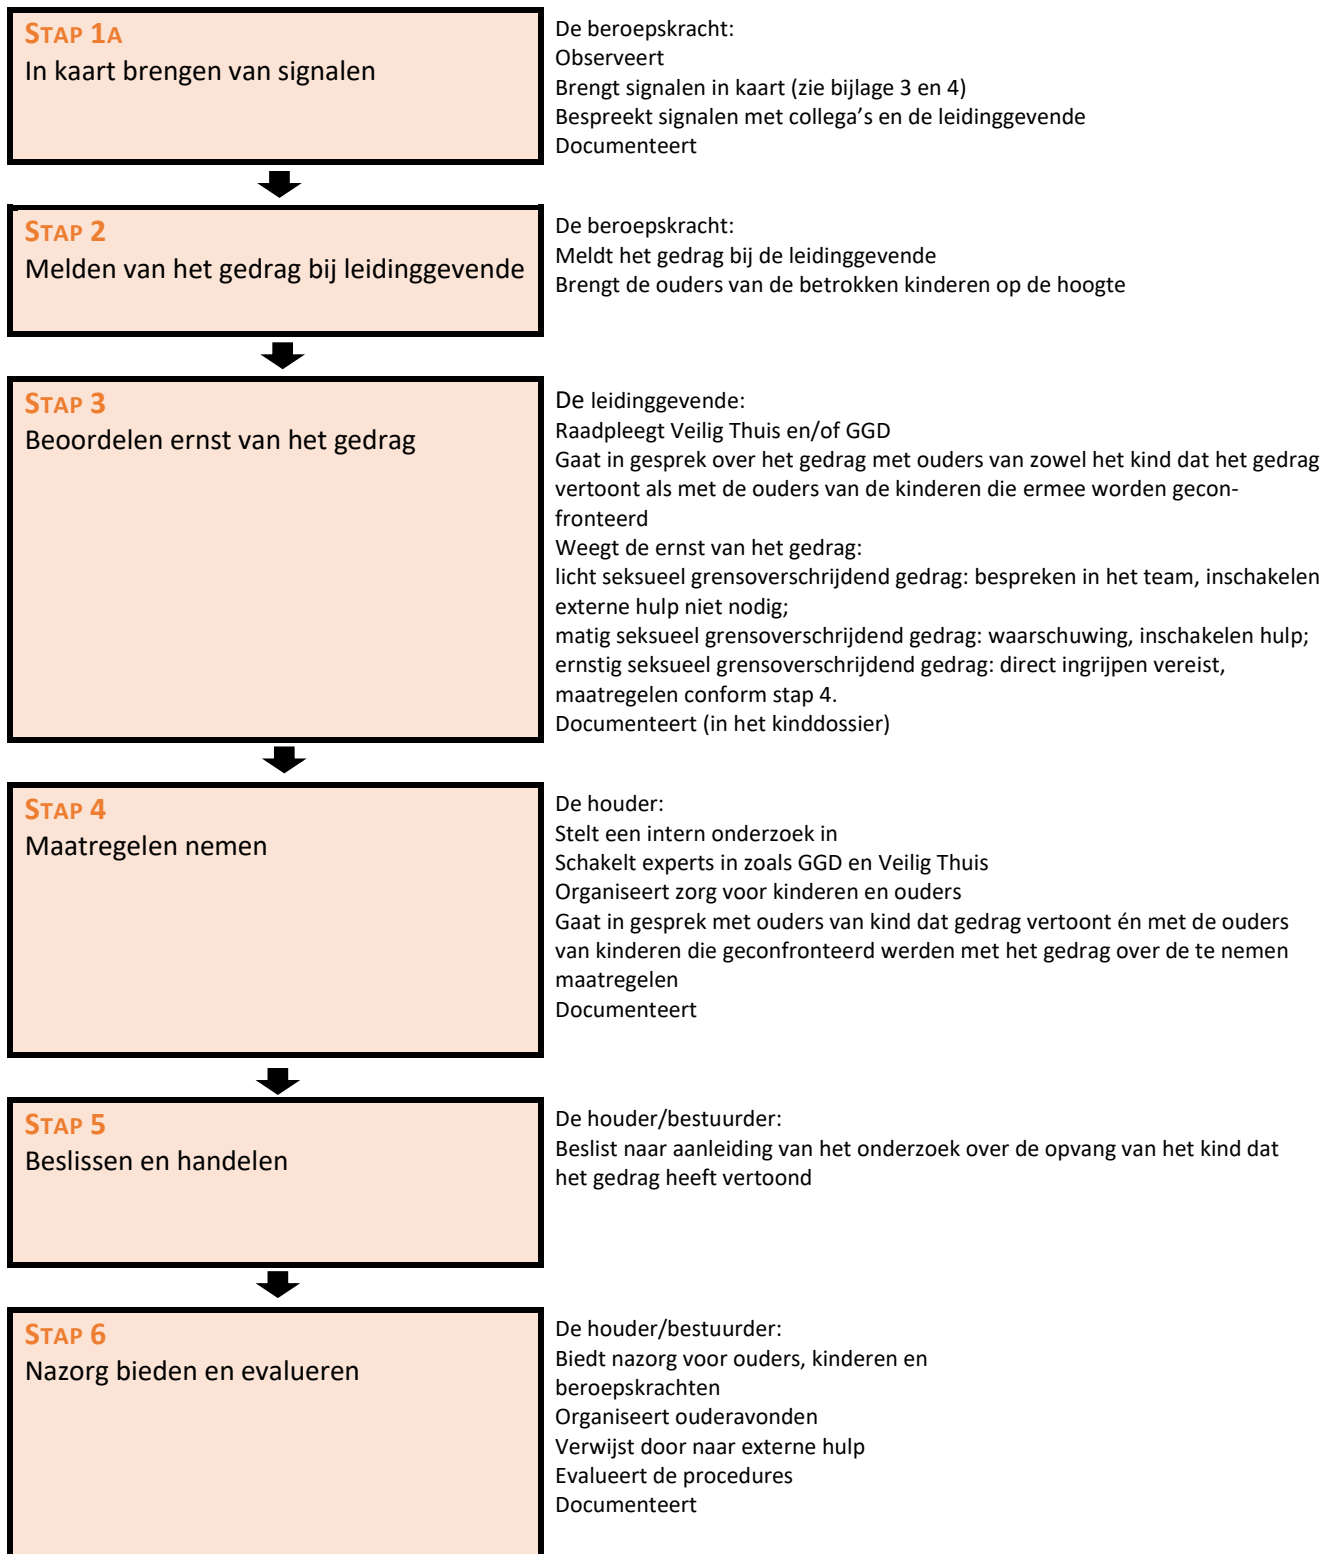 STAP 1A
In kaart brengen van signalen
De beroepskracht:
Observeert
Brengt signalen in kaart (zie bijlage 3 en 4)
Bespreekt signalen met collega’s en de leidinggevende
Documenteert
STAP 2
Melden van het gedrag bij leidinggevende
De beroepskracht:
Meldt het gedrag bij de leidinggevende
Brengt de ouders van de betrokken kinderen op de hoogte
STAP 3
Beoordelen ernst van het gedrag
De leidinggevende:
Raadpleegt Veilig Thuis en/of GGD
Gaat in gesprek over het gedrag met ouders van zowel het kind dat het gedrag
vertoont als met de ouders van de kinderen die ermee worden gecon-
fronteerd
Weegt de ernst van het gedrag:
licht seksueel grensoverschrijdend gedrag: bespreken in het team, inschakelen
externe hulp niet nodig;
matig seksueel grensoverschrijdend gedrag: waarschuwing, inschakelen hulp;
ernstig seksueel grensoverschrijdend gedrag: direct ingrijpen vereist,
maatregelen conform stap 4.
Documenteert (in het kinddossier)
STAP 4
Maatregelen nemen
De houder:
Stelt een intern onderzoek in
Schakelt experts in zoals GGD en Veilig Thuis
Organiseert zorg voor kinderen en ouders
Gaat in gesprek met ouders van kind dat gedrag vertoont én met de ouders
van kinderen die geconfronteerd werden met het gedrag over de te nemen
maatregelen
Documenteert
STAP 5
Beslissen en handelen
De houder/bestuurder:
Beslist naar aanleiding van het onderzoek over de opvang van het kind dat
het gedrag heeft vertoond
STAP 6
Nazorg bieden en evalueren
De houder/bestuurder:
Biedt nazorg voor ouders, kinderen en
beroepskrachten
Organiseert ouderavonden
Verwijst door naar externe hulp
Evalueert de procedures
Documenteert